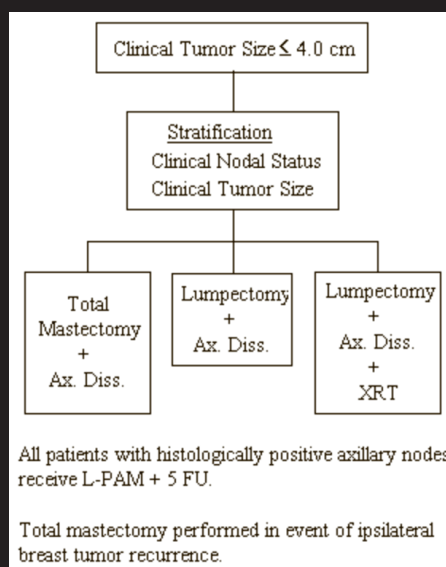 Clinical Tumor Size ≤ 4.0 cm
Stratification
Clinical Nodal Status
Clinical Tumor Size
Total
Mastectomy
+
Ax. Diss.
Lumpectomy
+
Ax. Diss.
Lumpectomy
+
Ax. Diss.
+
XRT
All patients with histologically positive axillary nodes
receive L-PAM + 5 FU.
Total mastectomy performed in event of ipsilateral
breast tumor recurrence.